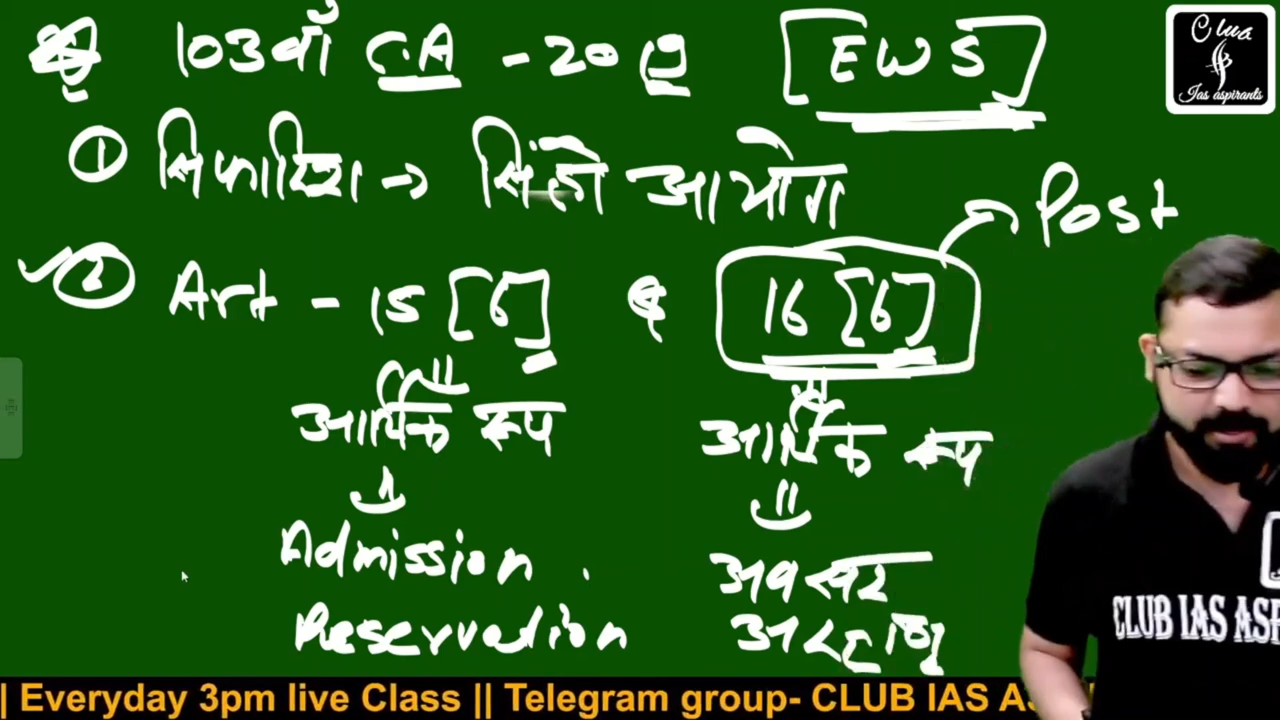 103वाँ C.A - 2019 [EWS]
Club
Ias aspirants
① सिफारिश → सिंहो आयोग
② Art - 15 [6] & 16 [6] → Post
आर्थिक रूप आर्थिक रूप
Admission अवसर
Reservation आरक्षण
CLUB IAS ASP
| Everyday 3pm live Class || Telegram group- CLUB IAS AS